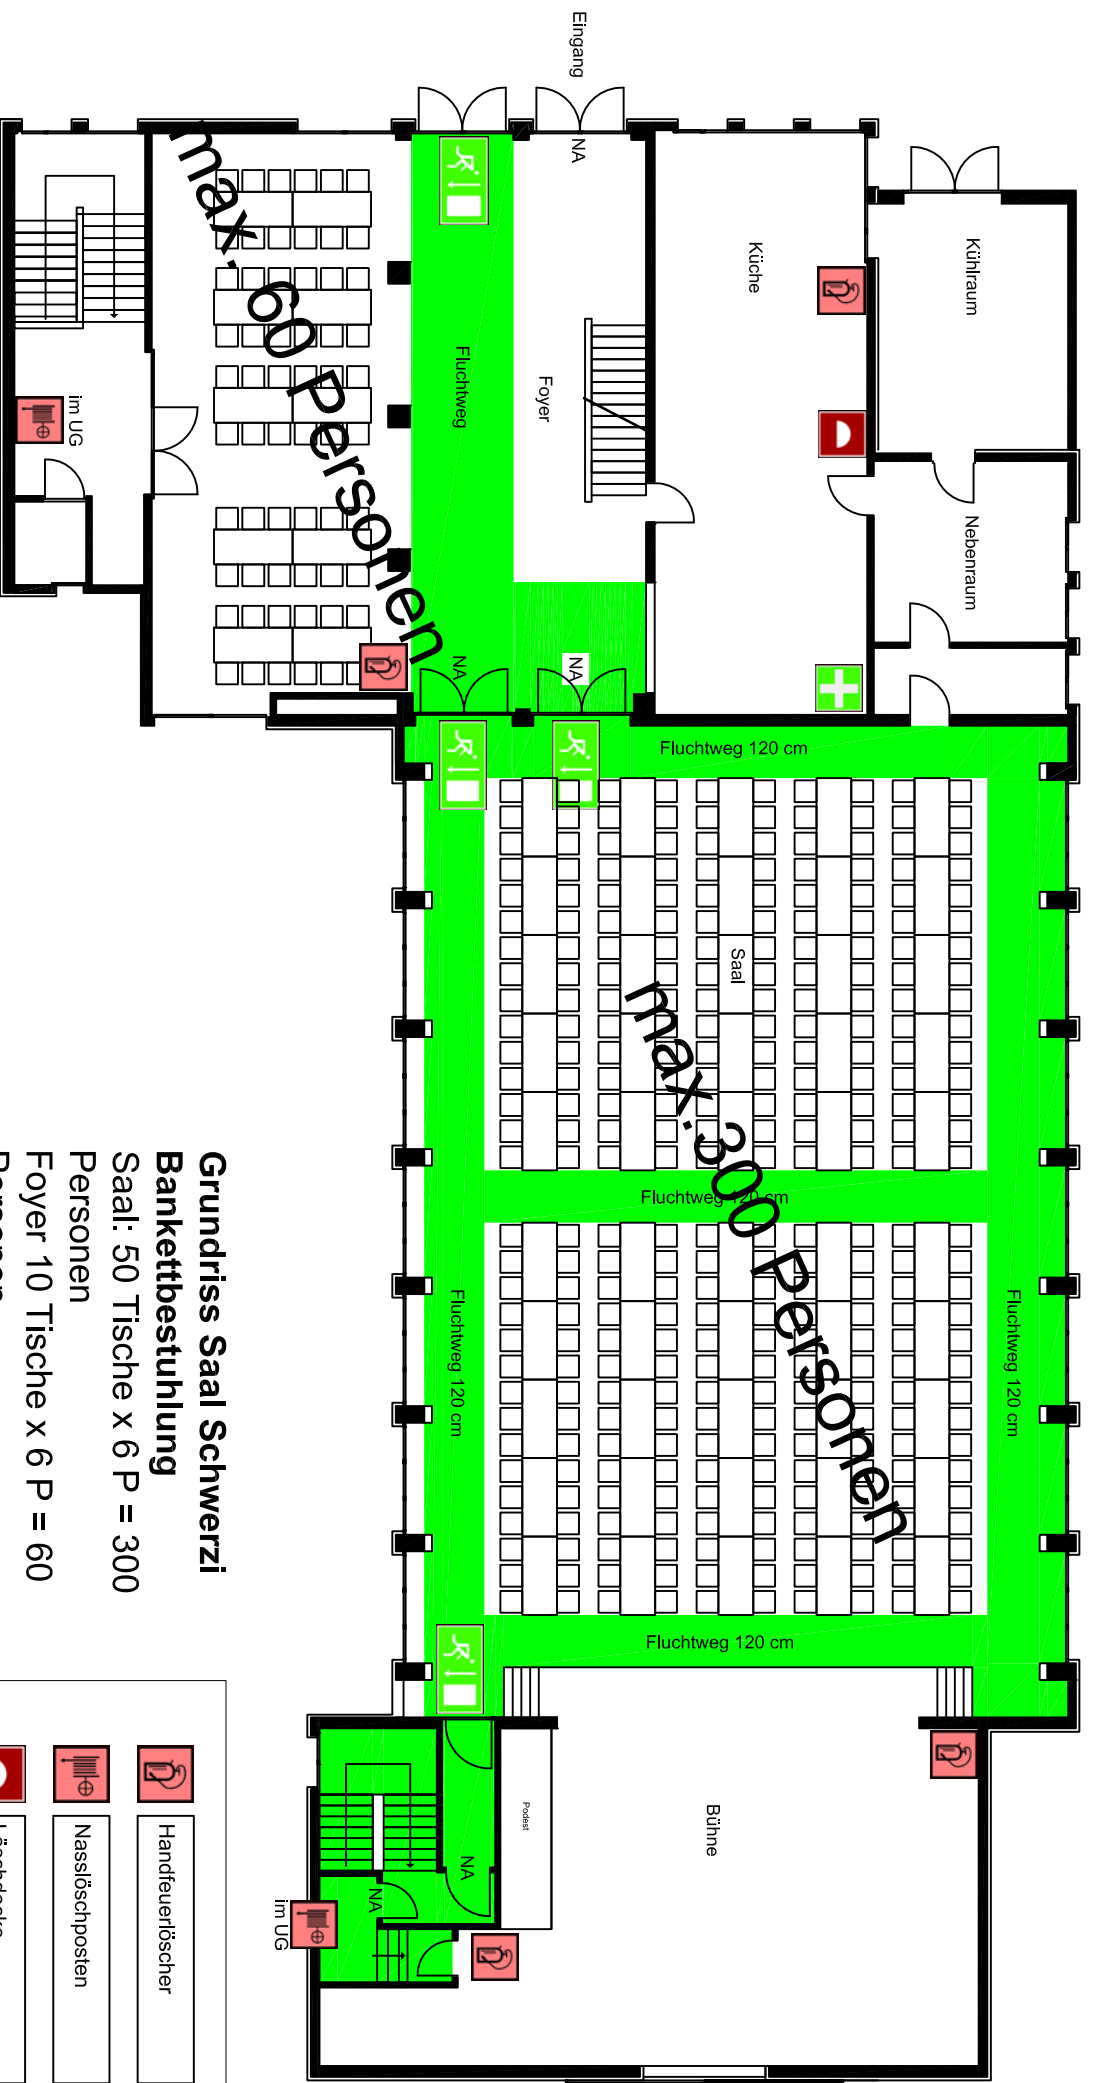 Eingang
NA
Kühlraum
Küche
Nebenraum
Foyer
Fluchtweg
im UG
max. 60 Personen
NA
NA
Fluchtweg 120 cm
Saal
max.300 Personen
Fluchtweg 120 cm
Fluchtweg 120 cm
Fluchtweg 120 cm
Fluchtweg 120 cm
Bühne
Podest
NA
NA
im UG
Grundriss Saal Schwerzi
Bankettbestuhlung
Saal: 50 Tische x 6 P = 300
Personen
Foyer 10 Tische x 6 P = 60
Personen
Handfeuerlöscher
Nasslöschposten
Löschdecke